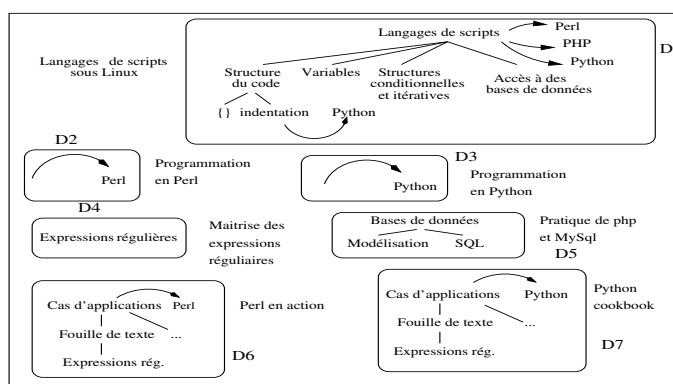 Langages de scripts
Perl
PHP
Python
D
Langages de scripts
sous Linux
Structure
du code
Variables
Structures
conditionnelles
et itératives
Accès à des
bases de données
{} indentation
Python
D2
Perl
Programmation
en Perl
D3
Python
Programmation
en Python
D4
Expressions régulières
Maitrise des
expressions
réguliaires
Bases de données
Modélisation
SQL
Pratique de php
et MySql
D5
Cas d'applications
Perl
Fouille de texte
...
Expressions rég.
Perl en action
D6
Cas d'applications
Python
Fouille de texte
...
Expressions rég.
Python
cookbook
D7